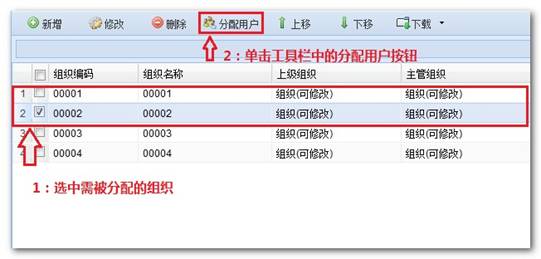 新增 修改 删除 分配用户 上移 下移 下载
2：单击工具栏中的分配用户按钮
组织编码 组织名称 上级组织 主管组织
1 00001 00001 组织(可修改) 组织(可修改)
2 00002 00002 组织(可修改) 组织(可修改)
3 00003 00003 组织(可修改) 组织(可修改)
00004 00004 组织(可修改) 组织(可修改)
1：选中需被分配的组织